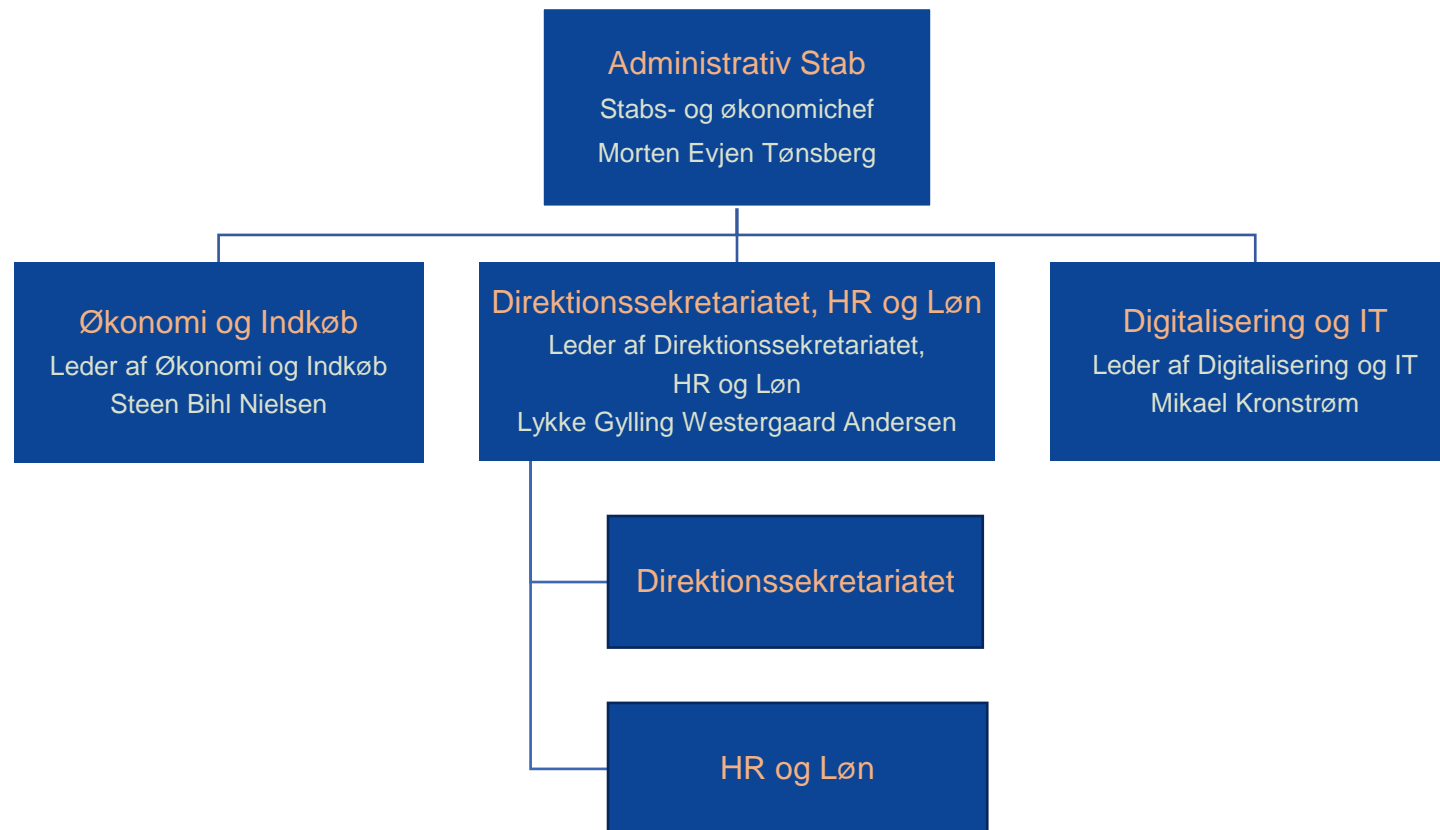 Administrativ Stab
Stabs- og økonomichef
Morten Evjen Tønsberg
Økonomi og Indkøb
Leder af Økonomi og Indkøb
Steen Bihl Nielsen
Direktionssekretariatet, HR og Løn
Leder af Direktionssekretariatet,
HR og Løn
Lykke Gylling Westergaard Andersen
Digitalisering og IT
Leder af Digitalisering og IT
Mikael Kronstrøm
Direktionssekretariatet
HR og Løn